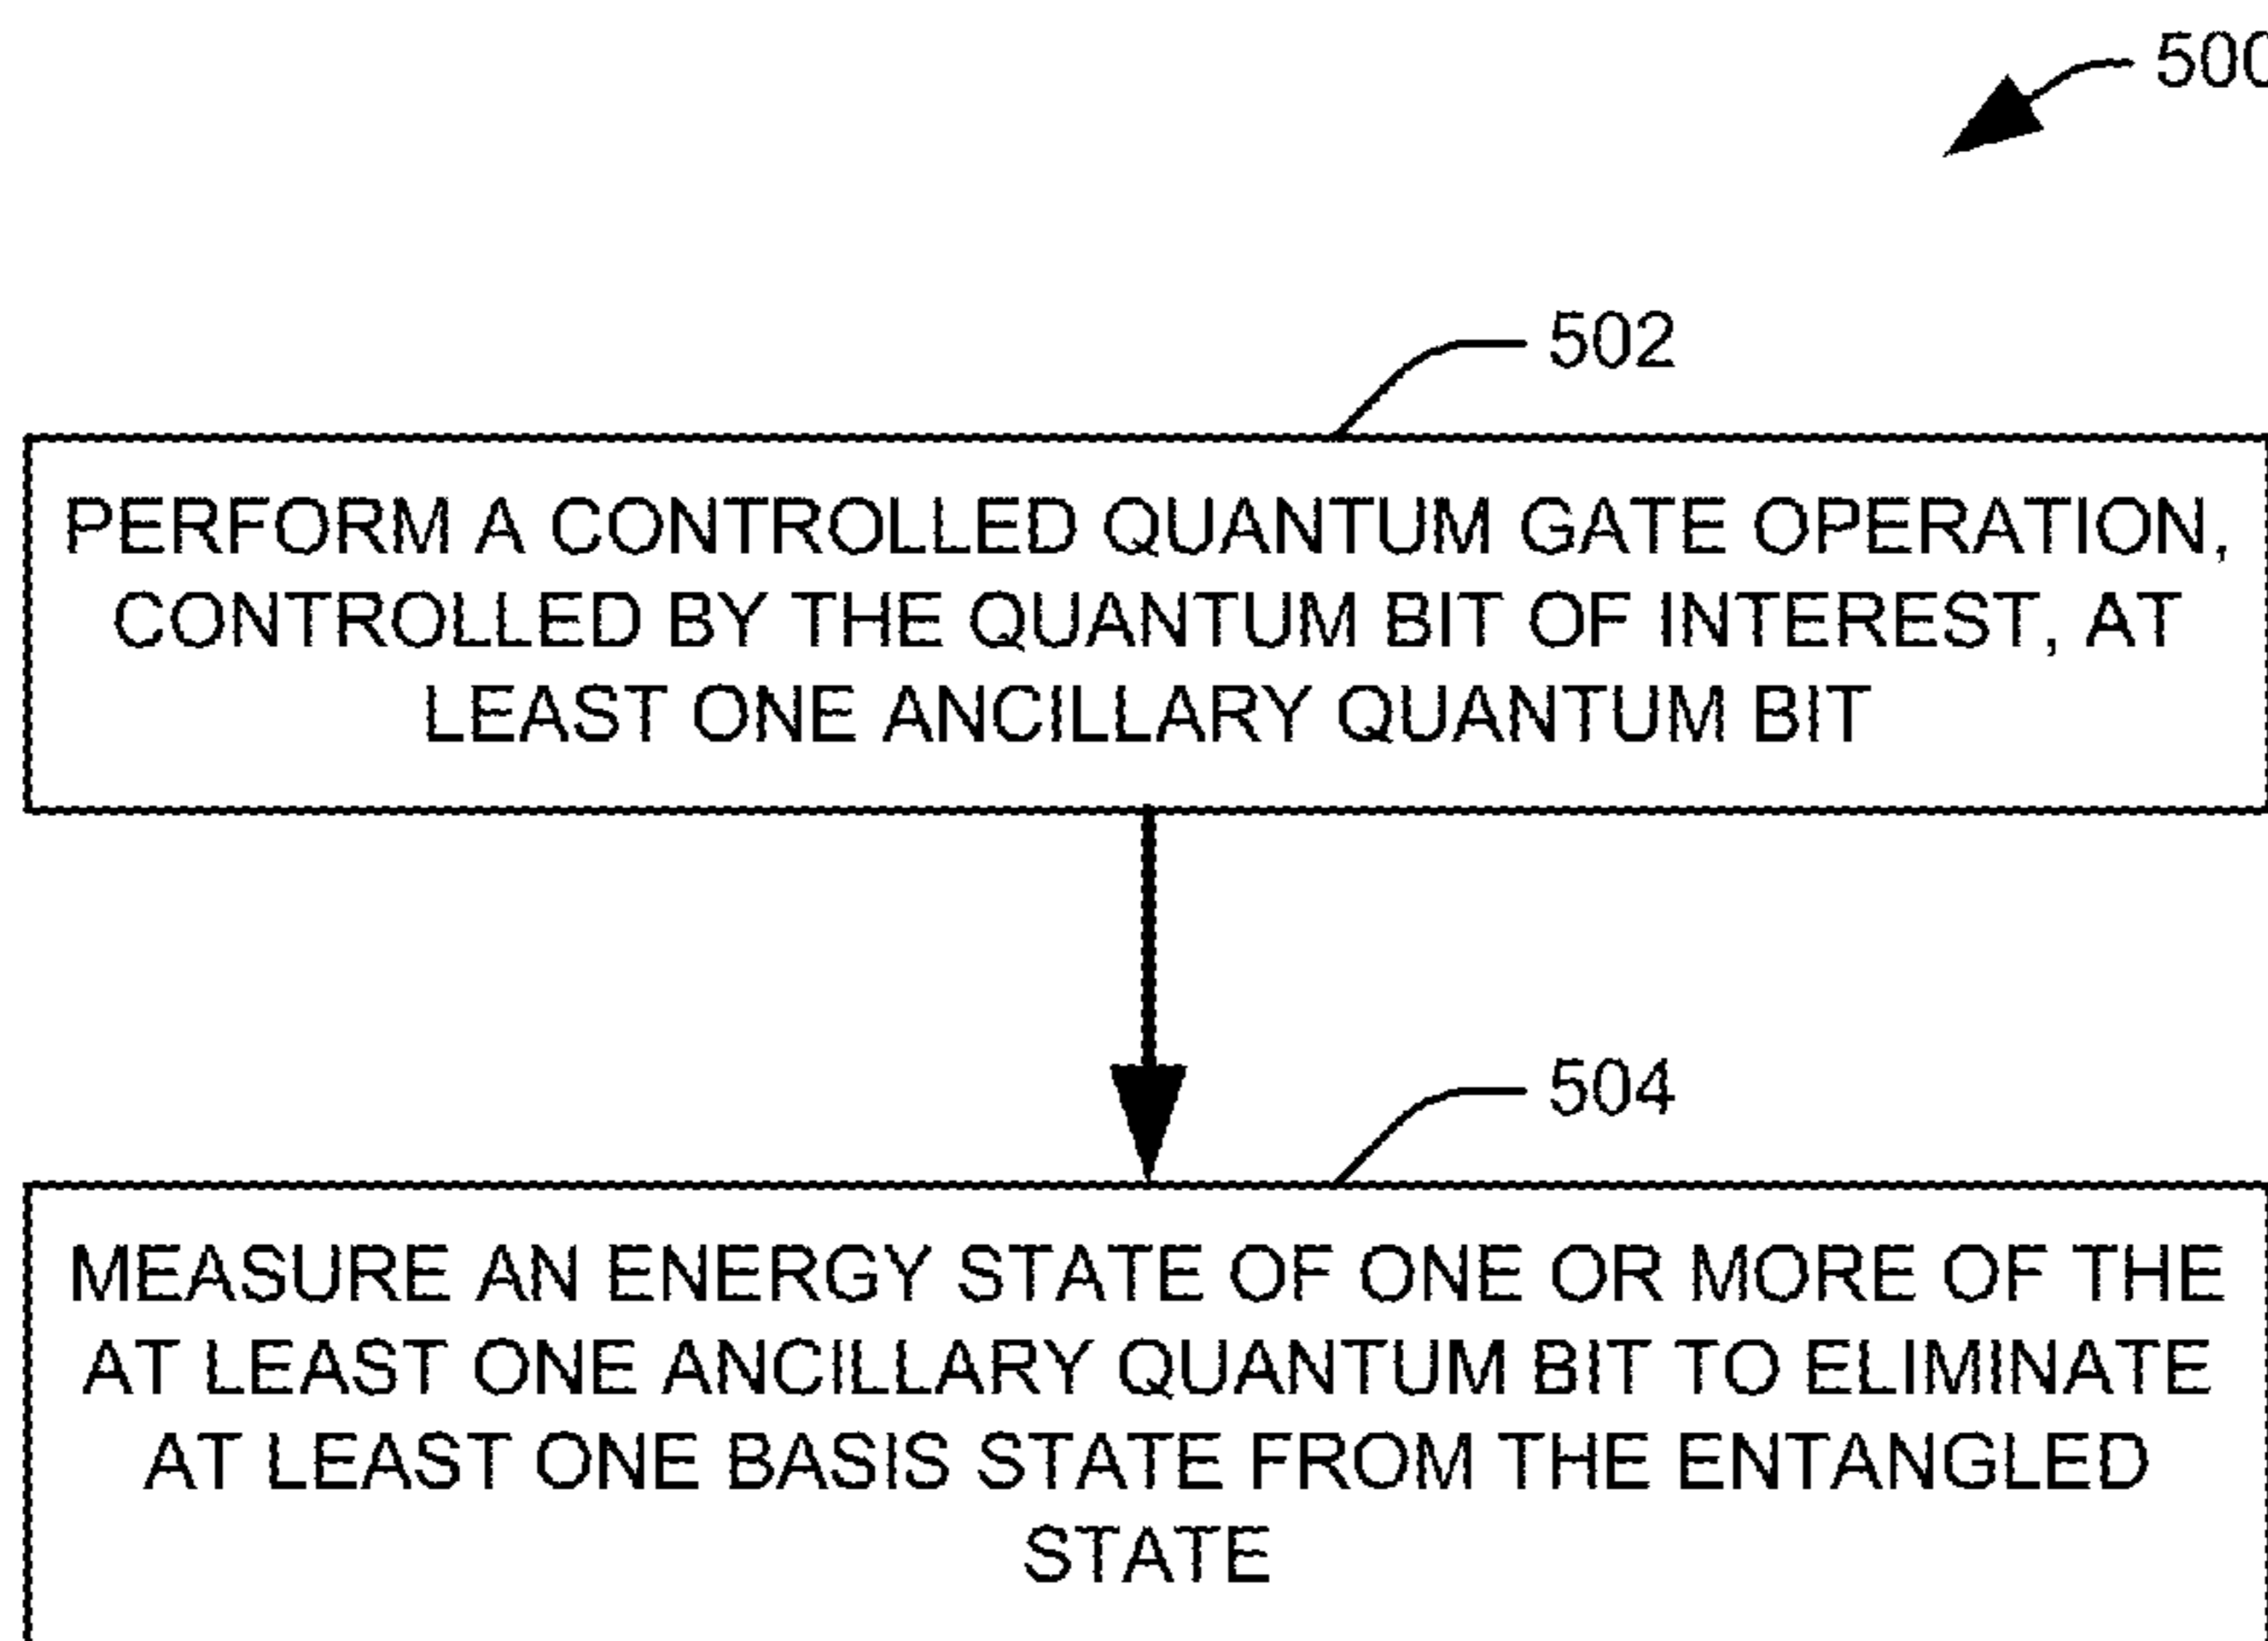 500
502
PERFORM A CONTROLLED QUANTUM GATE OPERATION,
CONTROLLED BY THE QUANTUM BIT OF INTEREST, AT
LEAST ONE ANCILLARY QUANTUM BIT
504
MEASURE AN ENERGY STATE OF ONE OR MORE OF THE
AT LEAST ONE ANCILLARY QUANTUM BIT TO ELIMINATE
AT LEAST ONE BASIS STATE FROM THE ENTANGLED
STATE